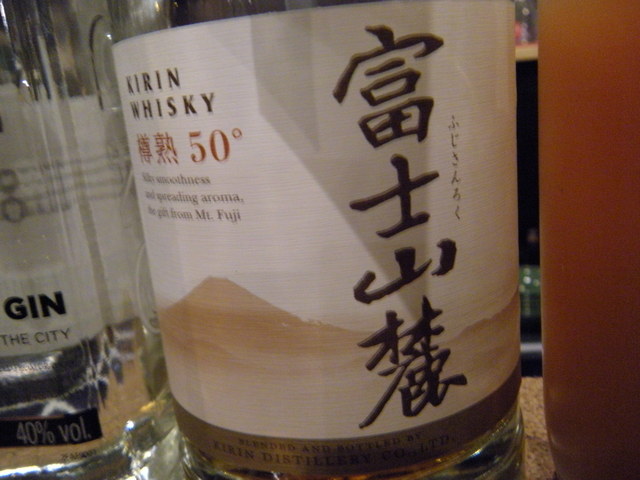 KIRIN
WHISKY
樽熟 50°
Silky smoothness
and spreading aroma,
the gift from Mt. Fuji
富士山麓
ふじさんろく
BLENDED AND BOTTLED BY
KIRIN DISTILLERY CO., LTD.
GIN
THE CITY
40% vol.